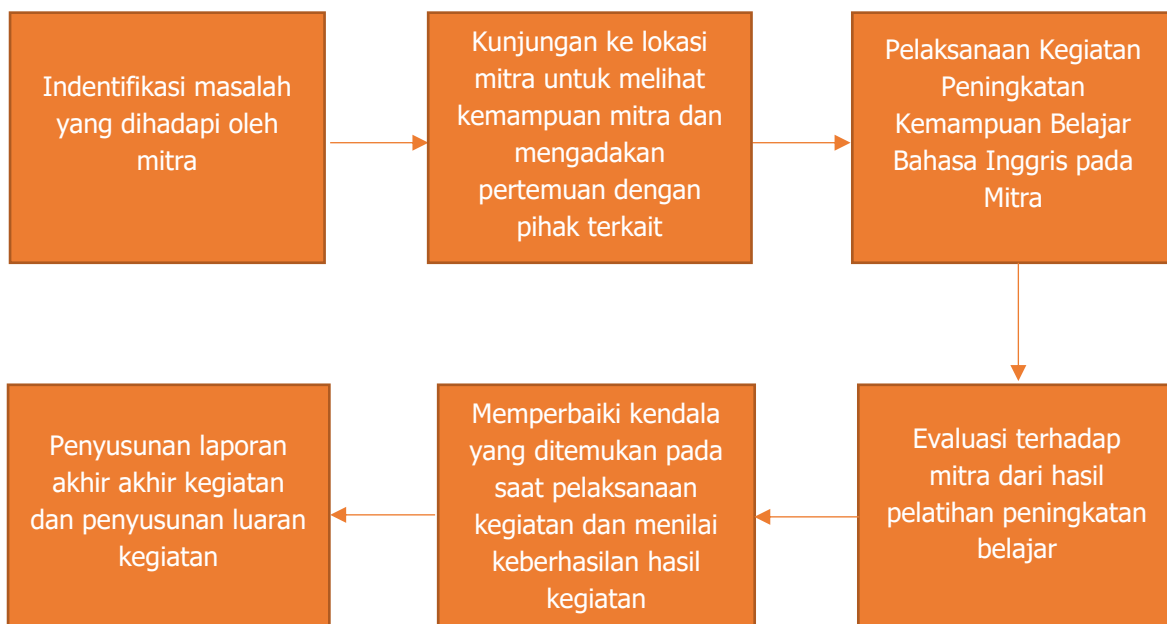 Indentifikasi masalah
yang dihadapi oleh
mitra
Kunjungan ke lokasi
mitra untuk melihat
kemampuan mitra dan
mengadakan
pertemuan dengan
pihak terkait
Pelaksanaan Kegiatan
Peningkatan
Kemampuan Belajar
Bahasa Inggris pada
Mitra
Evaluasi terhadap
mitra dari hasil
pelatihan peningkatan
belajar
Memperbaiki kendala
yang ditemukan pada
saat pelaksanaan
kegiatan dan menilai
keberhasilan hasil
kegiatan
Penyusunan laporan
akhir akhir kegiatan
dan penyusunan luaran
kegiatan